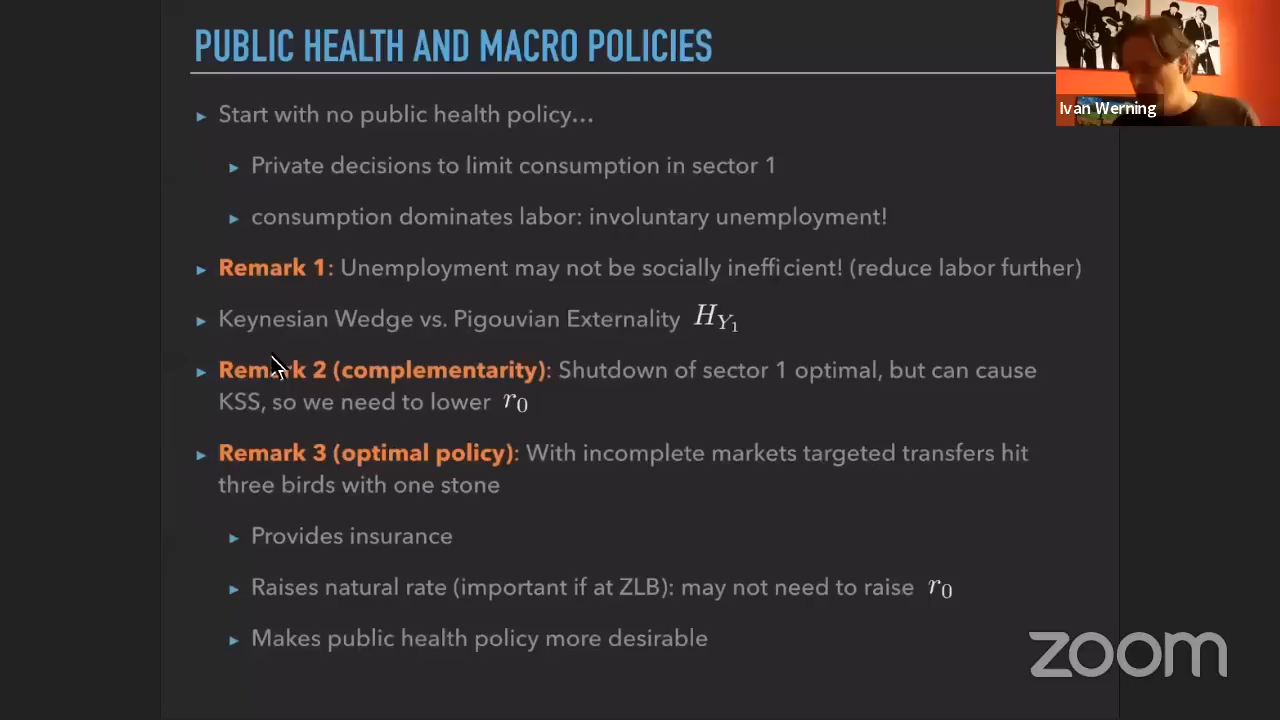 PUBLIC HEALTH AND MACRO POLICIES
Ivan Werning
Start with no public health policy...
Private decisions to limit consumption in sector 1
consumption dominates labor: involuntary unemployment!
Remark 1: Unemployment may not be socially inefficient! (reduce labor further)
Keynesian Wedge vs. Pigouvian Externality H_{Y_1}
Remark 2 (complementarity): Shutdown of sector 1 optimal, but can cause
KSS, so we need to lower r_0
Remark 3 (optimal policy): With incomplete markets targeted transfers hit
three birds with one stone
Provides insurance
Raises natural rate (important if at ZLB): may not need to raise r_0
Makes public health policy more desirable
zoom